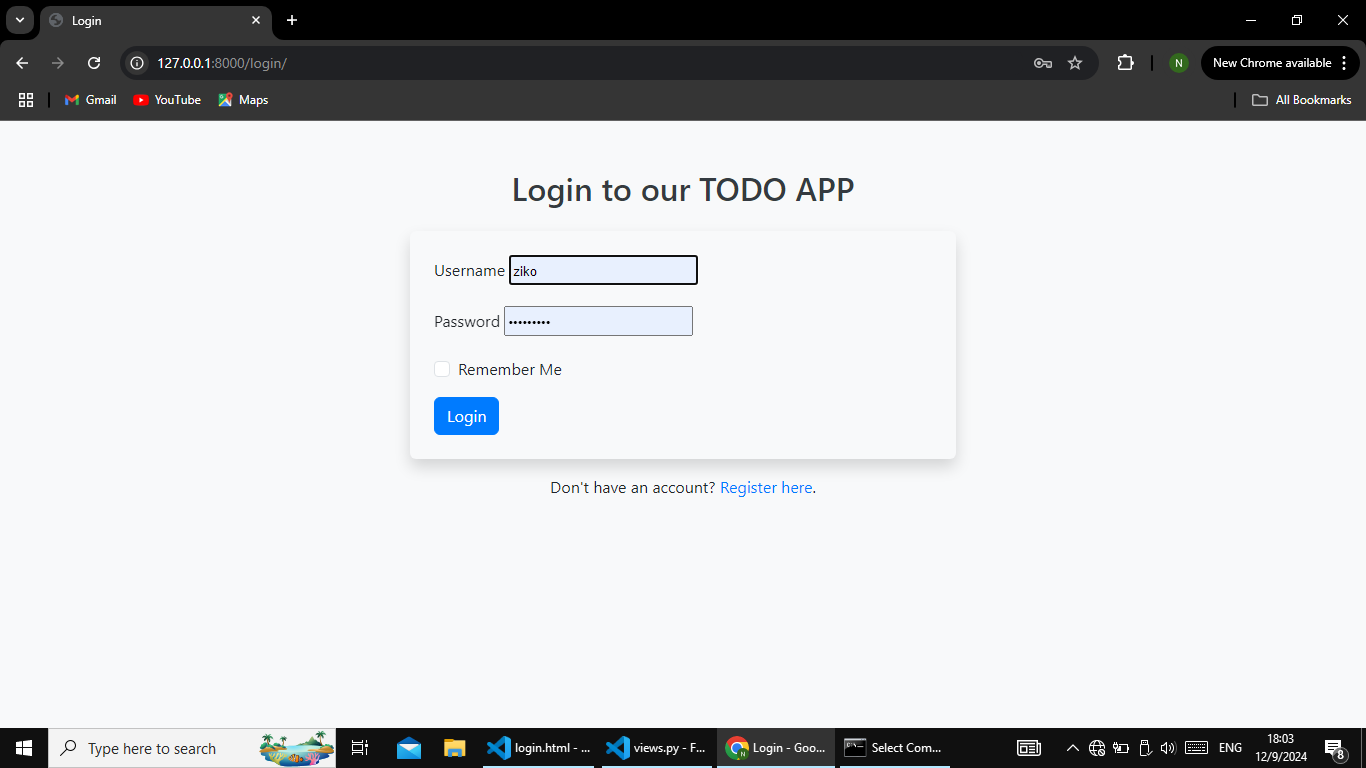 Login
127.0.0.1:8000/login/
N
New Chrome available
Gmail
YouTube
Maps
All Bookmarks
Login to our TODO APP
Username ziko
Password •••••••••
Remember Me
Login
Don't have an account? Register here.
Type here to search
login.html - ...
views.py - F...
N
Login - Goo...
Select Com...
ENG
18:03
12/9/2024
8